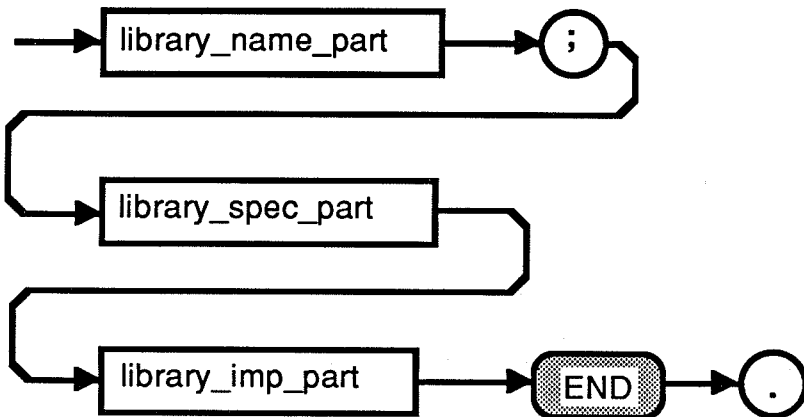 library_name_part ;
library_spec_part
library_imp_part END .